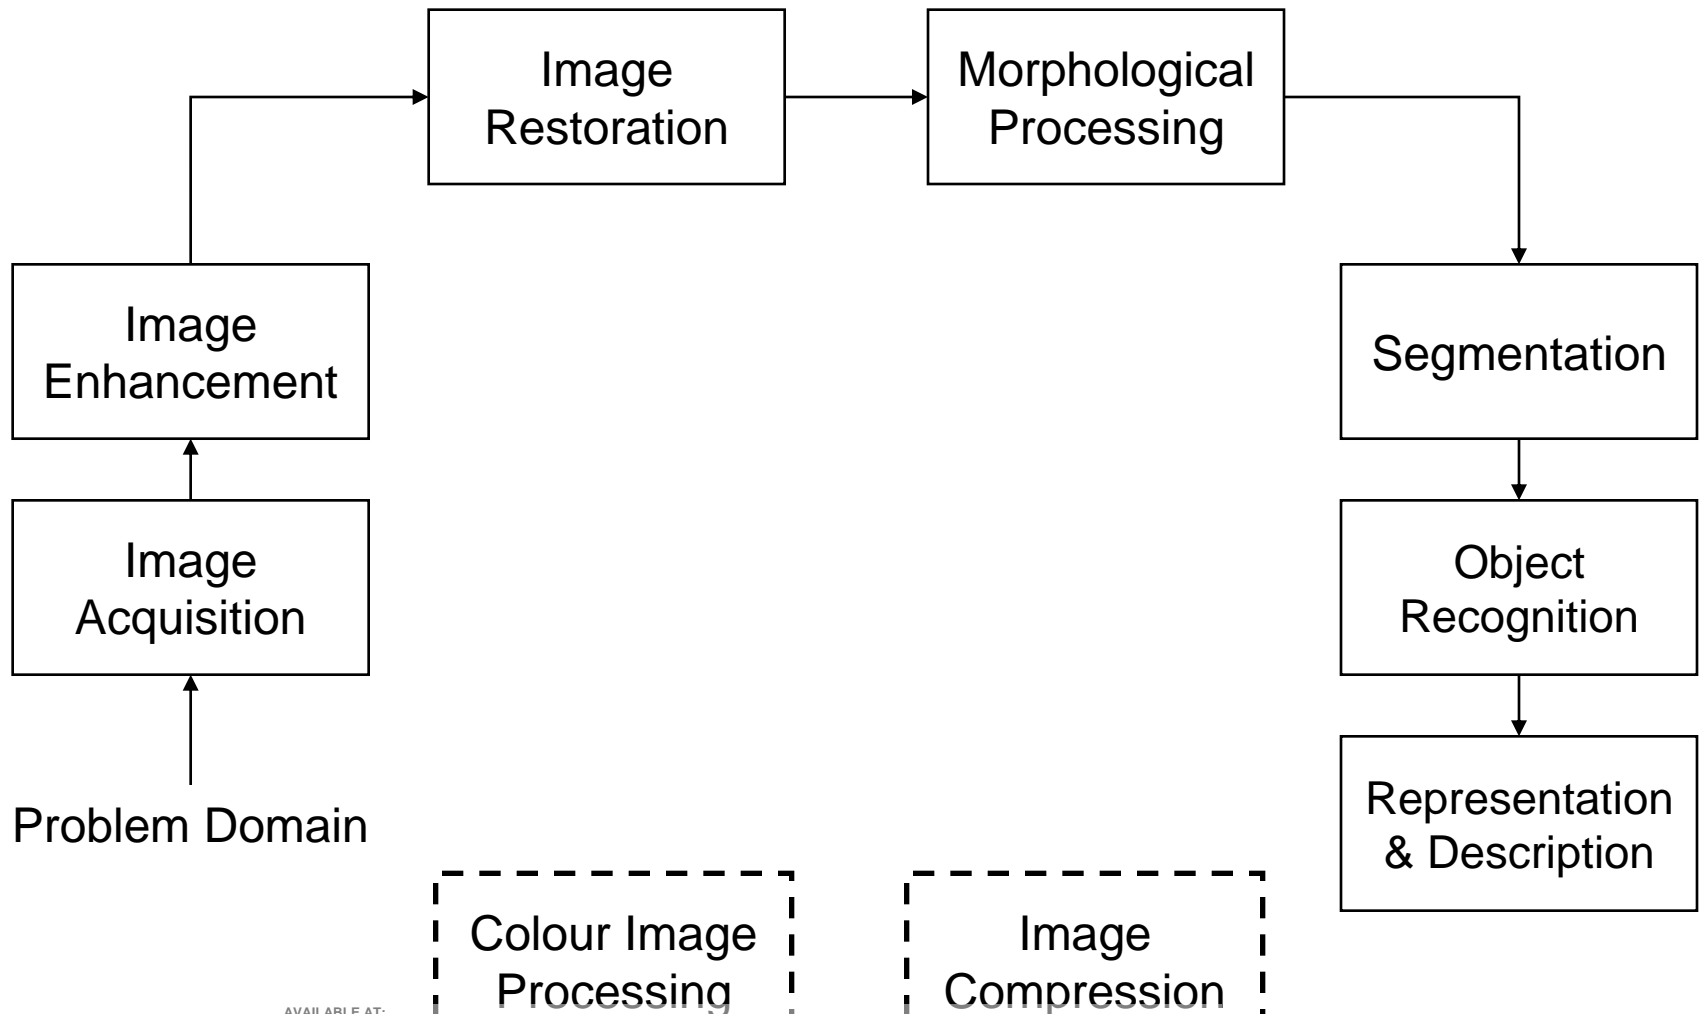 Image
Restoration
Morphological
Processing
Image
Enhancement
Segmentation
Image
Acquisition
Object
Recognition
Problem Domain
Representation
& Description
Colour Image
Processing
Image
Compression
AVAILABLE AT: